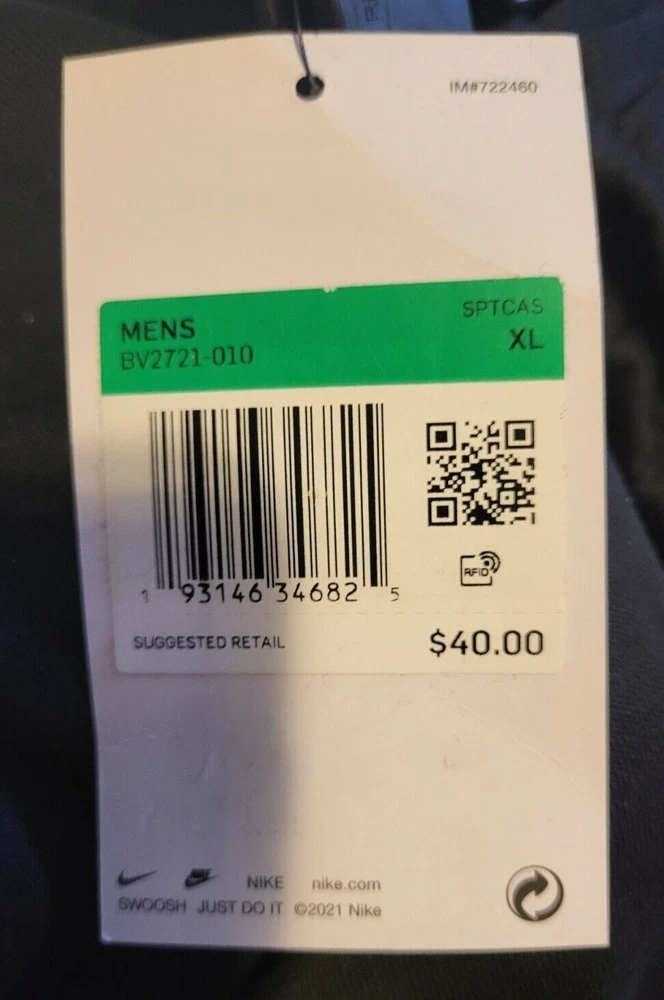 IM#722460
MENS
SPTCAS
BV2721-010
XL
1 93146 34682 5
RFID
SUGGESTED RETAIL
$40.00
NIKE nike.com
SWOOSH JUST DO IT ©2021 Nike